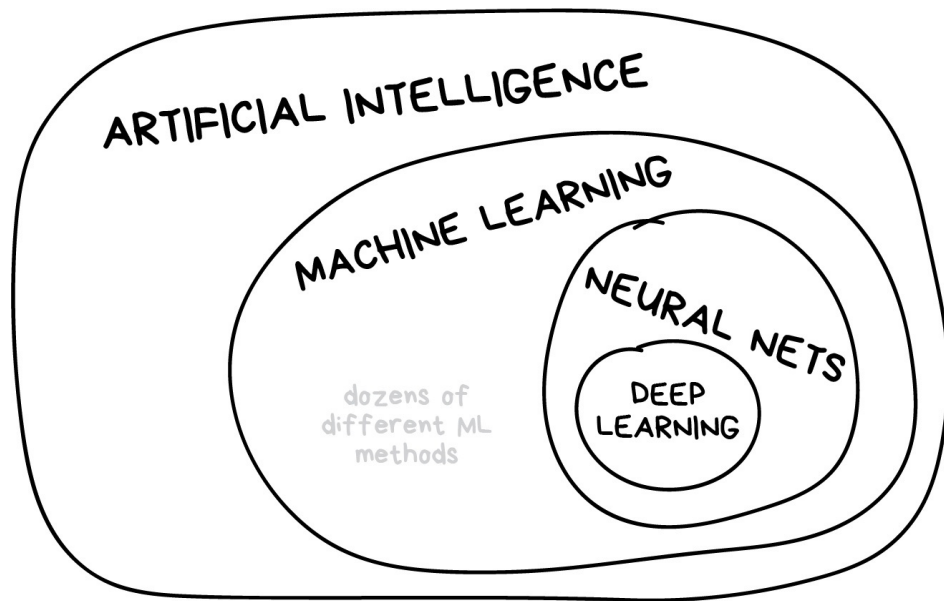 ARTIFICIAL INTELLIGENCE
MACHINE LEARNING
NEURAL NETS
DEEP
LEARNING
dozens of
different ML
methods